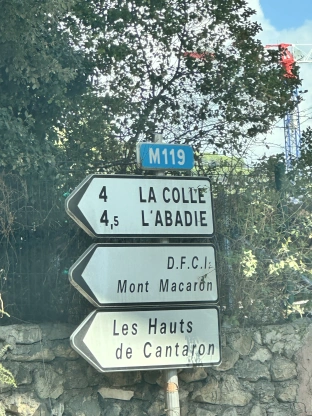 M119
4 LA COLLE
4,5 L'ABADIE
D.F.C.I.
Mont Macaron
Les Hauts
de Cantaron